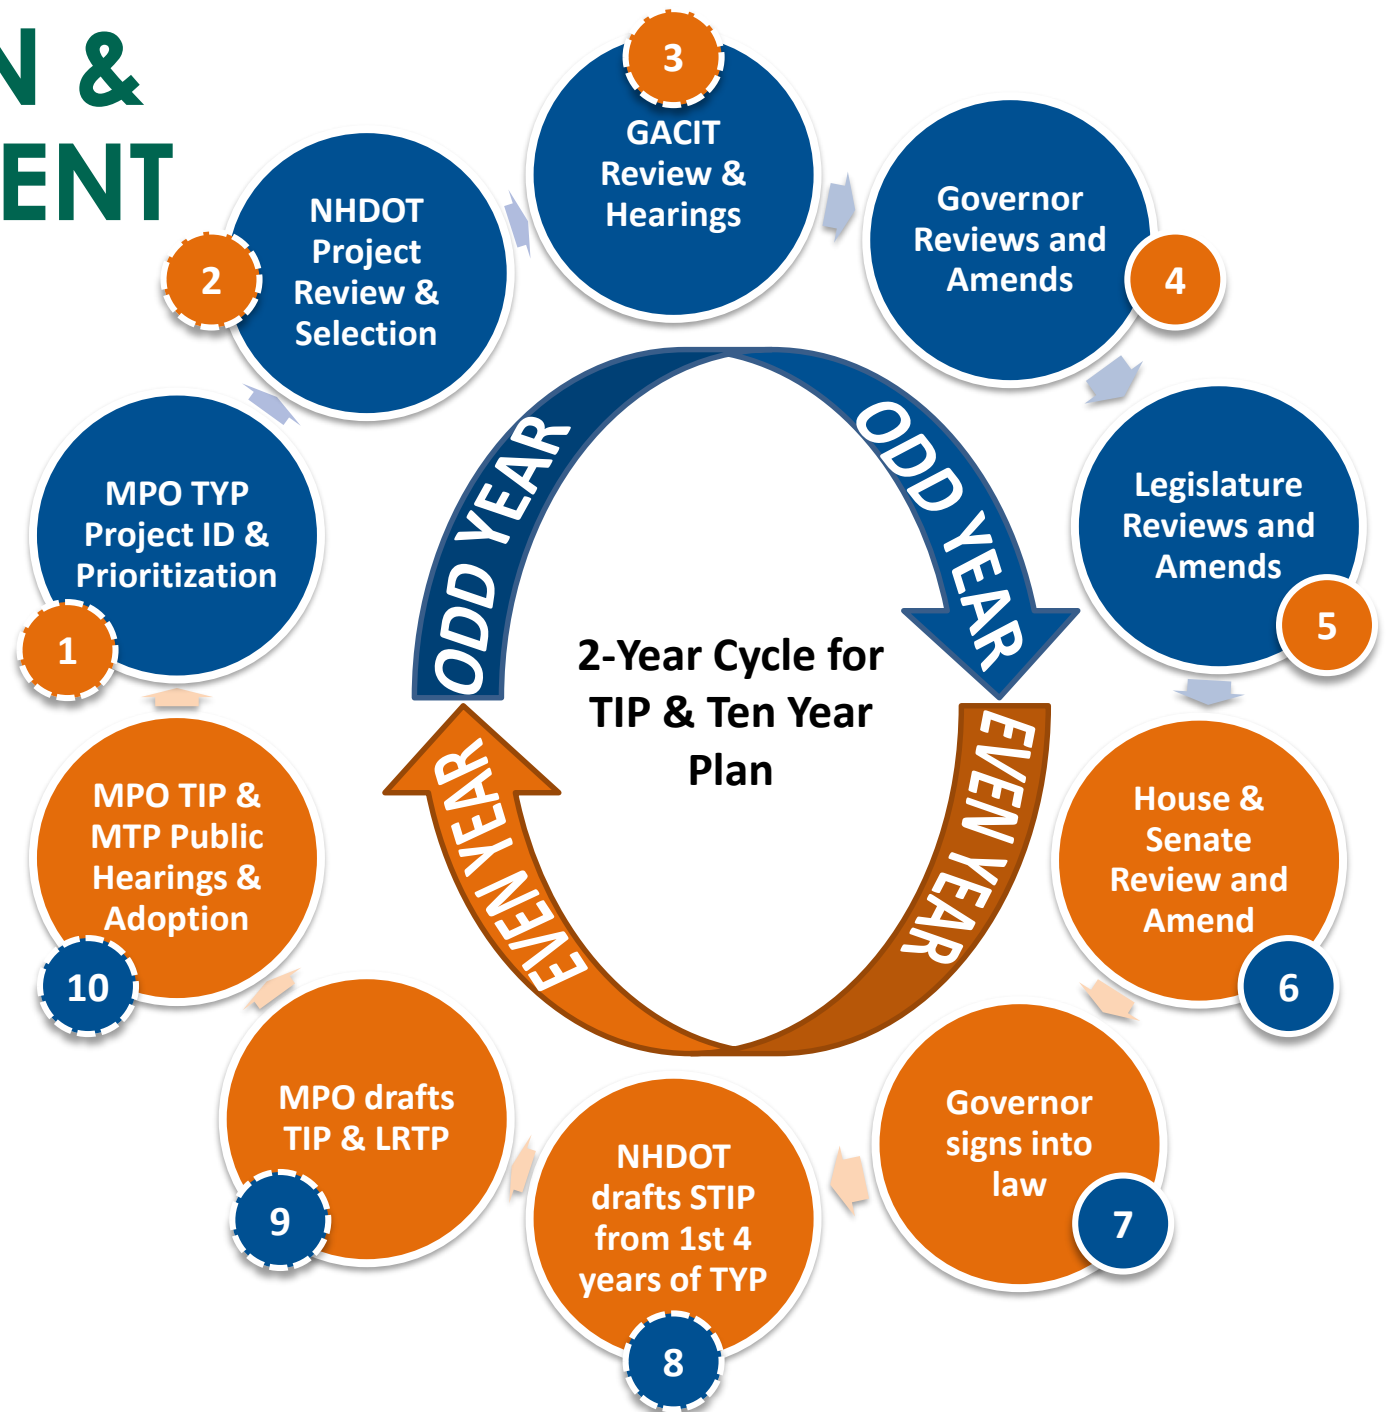 N &
ENT
3
GACIT
Review &
Hearings
Governor
Reviews and
Amends
4
Legislature
Reviews and
Amends
5
House &
Senate
Review and
Amend
6
Governor
signs into
law
7
NHDOT
drafts STIP
from 1st 4
years of TYP
8
MPO drafts
TIP & LRTP
9
MPO TIP &
MTP Public
Hearings &
Adoption
10
MPO TYP
Project ID &
Prioritization
1
NHDOT
Project
Review &
Selection
2
ODD YEAR
ODD YEAR
EVEN YEAR
EVEN YEAR
2-Year Cycle for
TIP & Ten Year
Plan